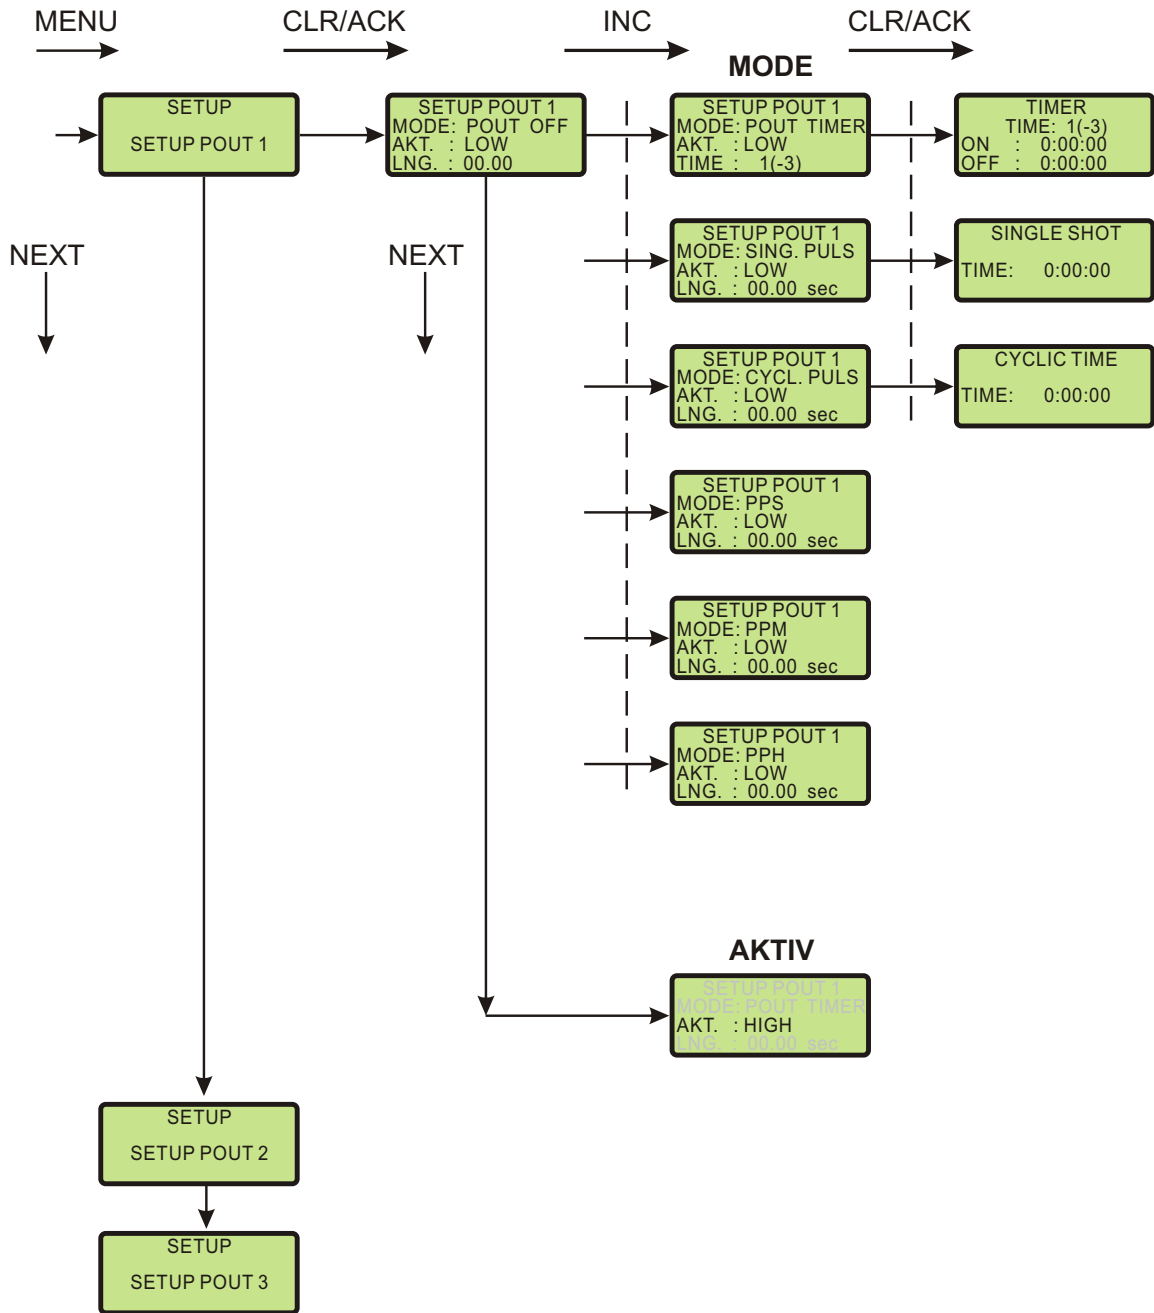 MENU
CLR/ACK
INC
CLR/ACK
MODE
SETUP
SETUP POUT 1
SETUP POUT 1
MODE: POUT OFF
AKT. : LOW
LNG. : 00.00
SETUP POUT 1
MODE: POUT TIMER
AKT. : LOW
TIME : 1(-3)
TIMER
TIME: 1(-3)
ON : 0:00:00
OFF : 0:00:00
NEXT
NEXT
SETUP POUT 1
MODE: SING. PULS
AKT. : LOW
LNG. : 00.00 sec
SINGLE SHOT
TIME: 0:00:00
SETUP POUT 1
MODE: CYCL. PULS
AKT. : LOW
LNG. : 00.00 sec
CYCLIC TIME
TIME: 0:00:00
SETUP POUT 1
MODE: PPS
AKT. : LOW
LNG. : 00.00 sec
SETUP POUT 1
MODE: PPM
AKT. : LOW
LNG. : 00.00 sec
SETUP POUT 1
MODE: PPH
AKT. : LOW
LNG. : 00.00 sec
AKTIV
SETUP POUT 1
MODE: POUT TIMER
AKT. : HIGH
LNG. : 00.00 sec
SETUP
SETUP POUT 2
SETUP
SETUP POUT 3